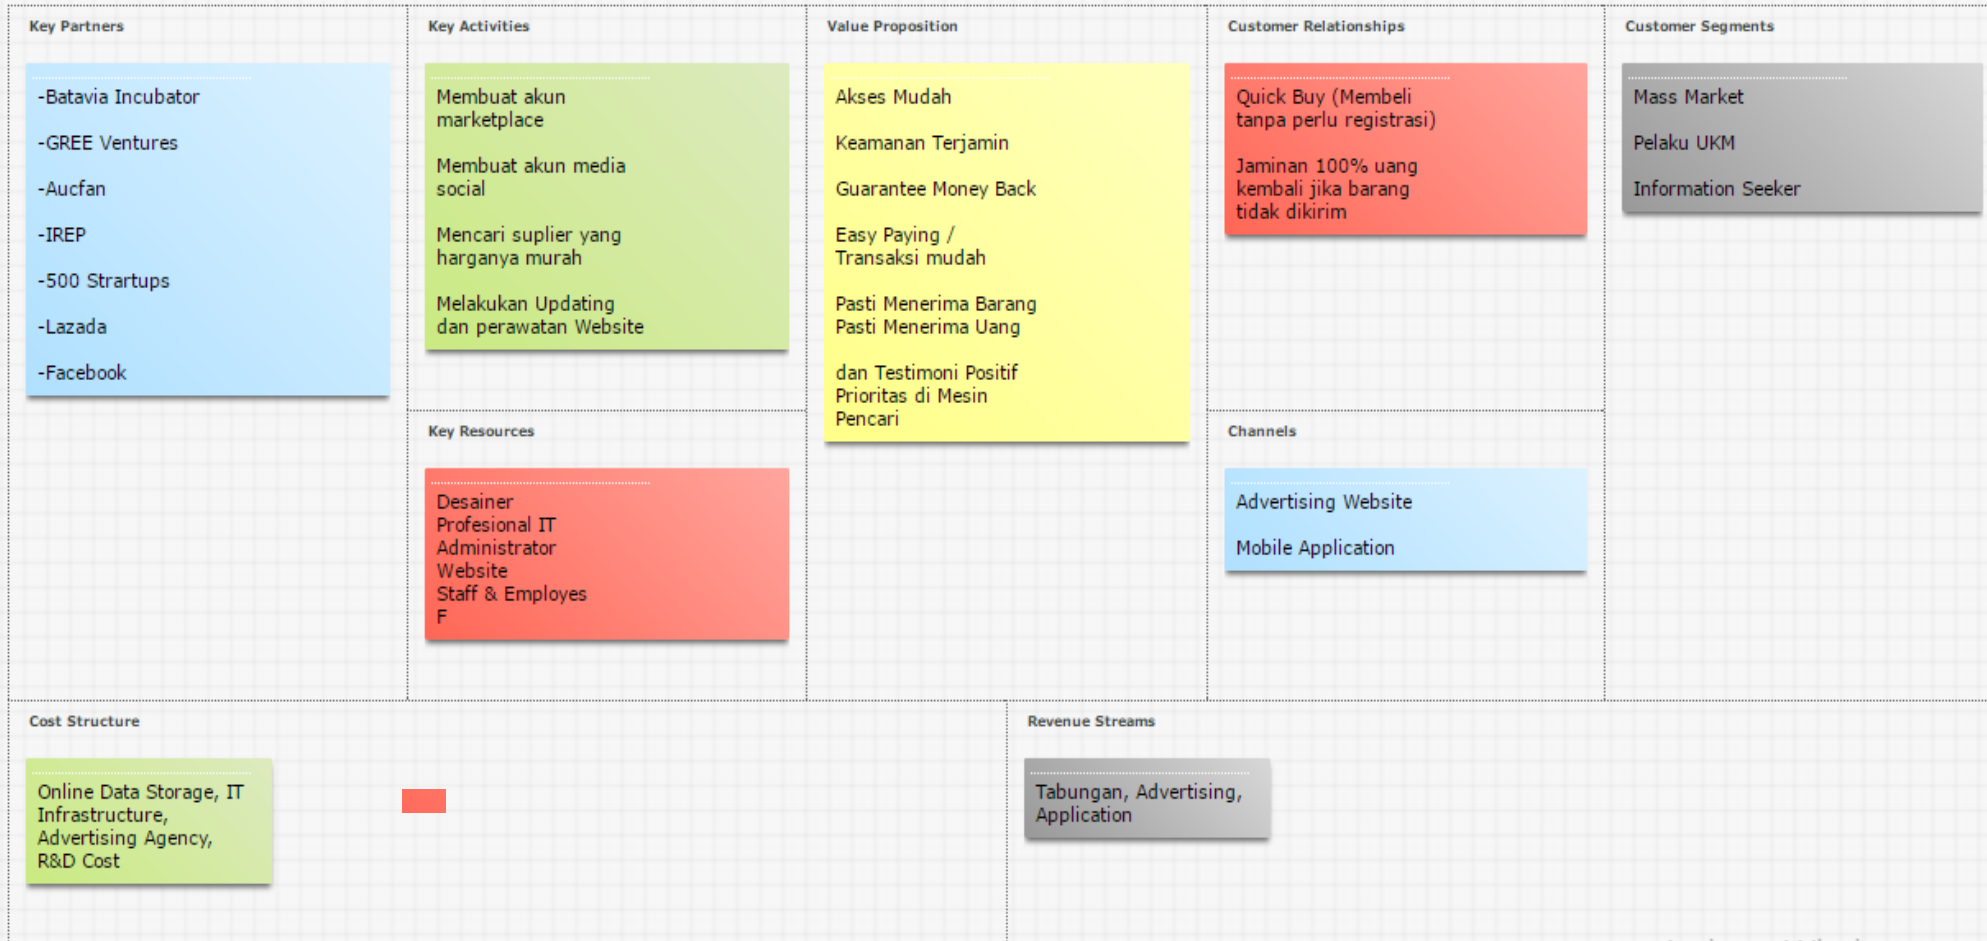 Key Partners
-Batavia Incubator
-GREE Ventures
-Aucfan
-IREP
-500 Strartups
-Lazada
-Facebook
Key Activities
Membuat akun
marketplace
Membuat akun media
social
Mencari suplier yang
harganya murah
Melakukan Updating
dan perawatan Website
Key Resources
Desainer
Profesional IT
Administrator
Website
Staff & Employes
F
Value Proposition
Akses Mudah
Keamanan Terjamin
Guarantee Money Back
Easy Paying /
Transaksi mudah
Pasti Menerima Barang
Pasti Menerima Uang
dan Testimoni Positif
Prioritas di Mesin
Pencari
Customer Relationships
Quick Buy (Membeli
tanpa perlu registrasi)
Jaminan 100% uang
kembali jika barang
tidak dikirim
Channels
Advertising Website
Mobile Application
Customer Segments
Mass Market
Pelaku UKM
Information Seeker
Cost Structure
Online Data Storage, IT
Infrastructure,
Advertising Agency,
R&D Cost
Revenue Streams
Tabungan, Advertising,
Application